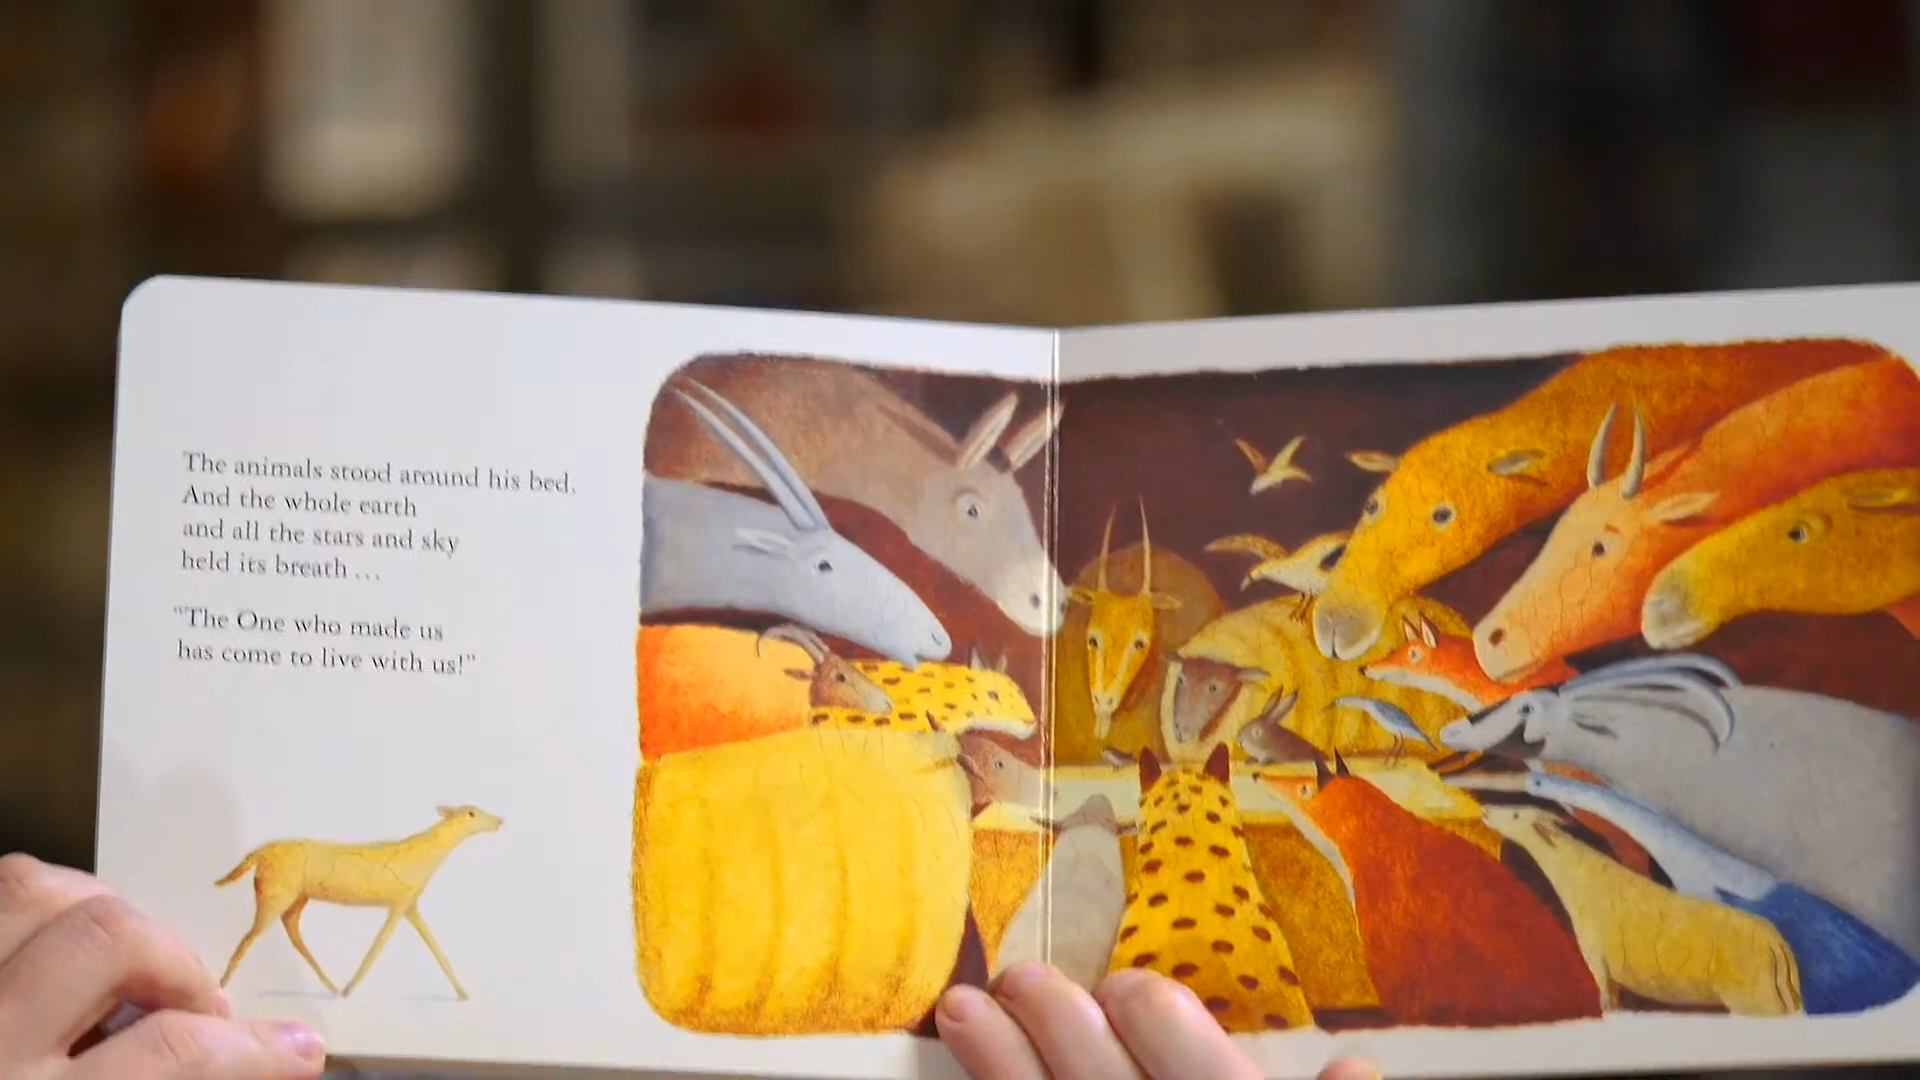 The animals stood around his bed.
And the whole earth
and all the stars and sky
held its breath ...
"The One who made us
has come to live with us!"